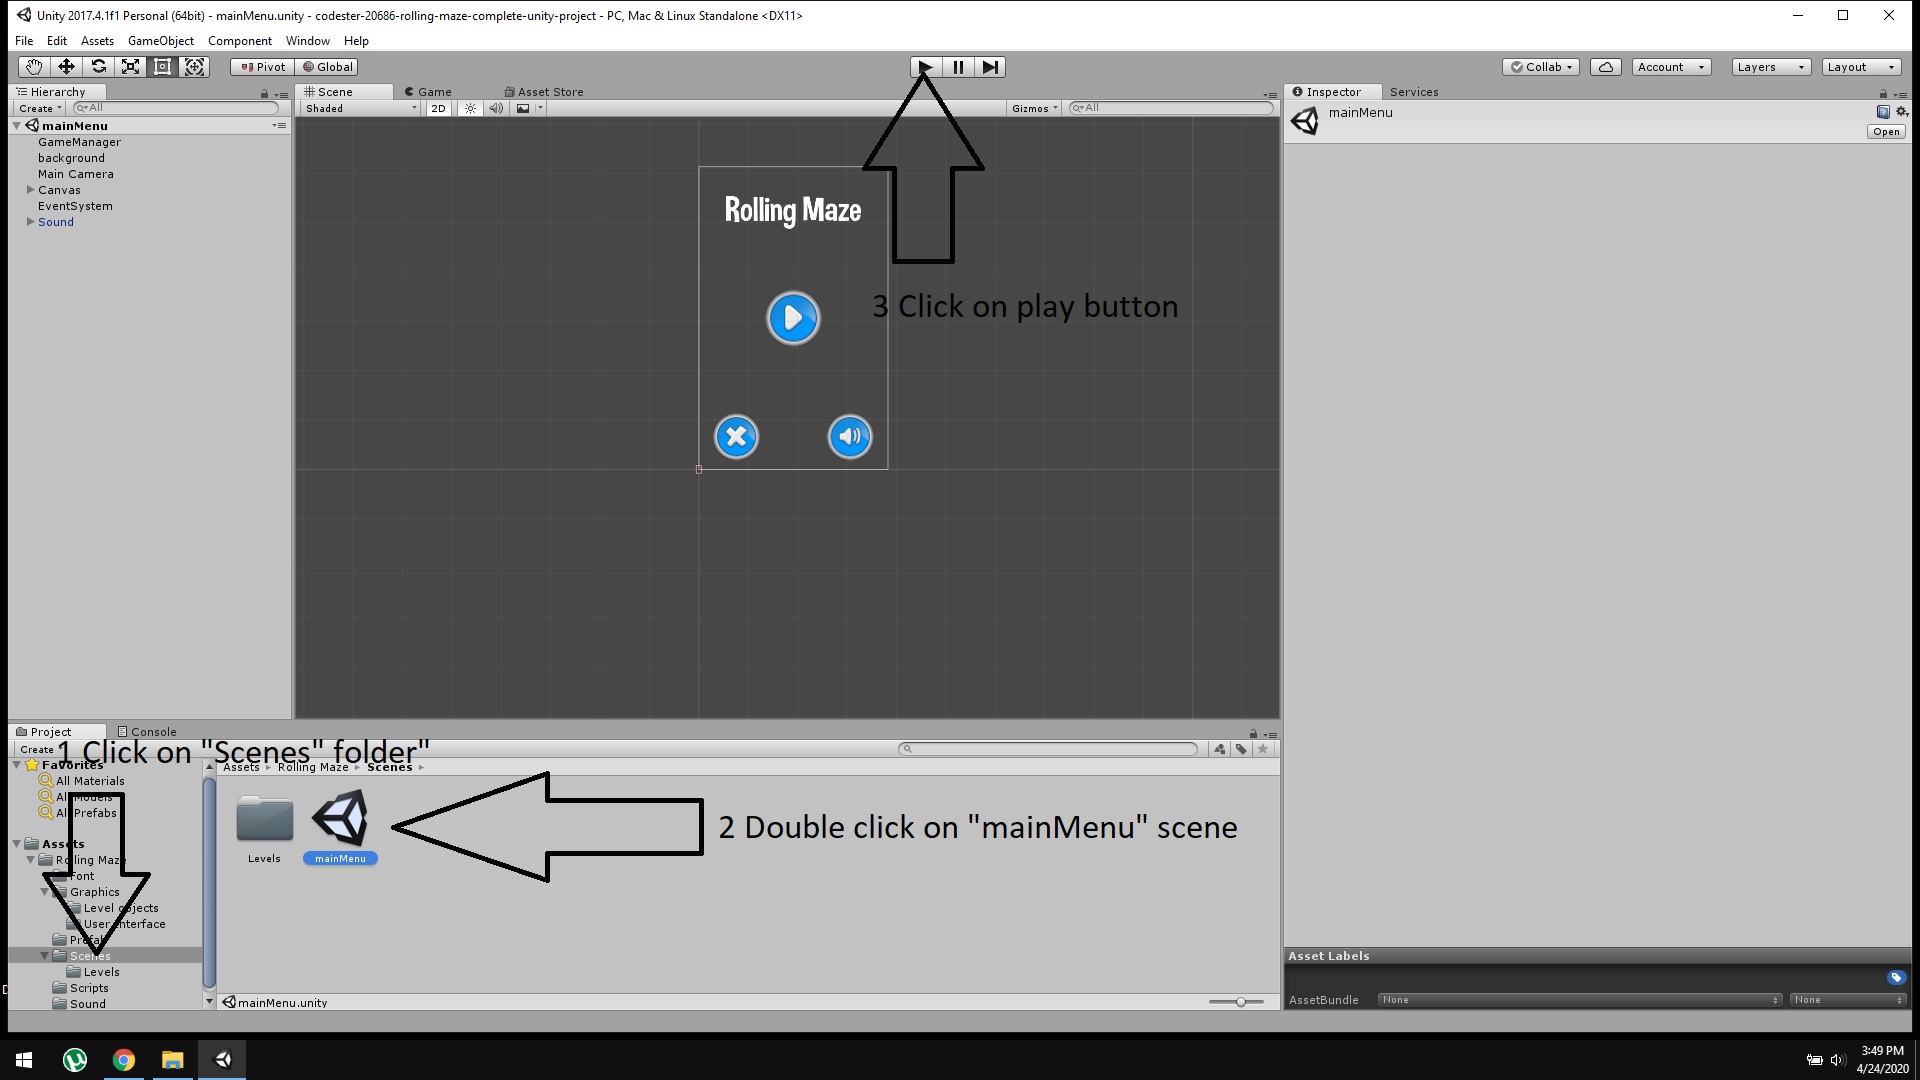 Unity 2017.4.1f1 Personal (64bit) - mainMenu.unity - codester-20686-rolling-maze-complete-unity-project - PC, Mac & Linux Standalone <DX11>
File Edit Assets GameObject Component Window Help
Pivot Global Collab Account Layers Layout
Hierarchy
Create All
mainMenu
GameManager
background
Main Camera
Canvas
EventSystem
Sound
Scene Game Asset Store
Shaded 2D Gizmos All
Rolling Maze
3 Click on play button
Inspector Services
mainMenu
Open
Project Console
Create
1 Click on "Scenes" folder"
Favorites
All Materials
All Models
All Prefabs
Assets
Rolling Maze
Font
Graphics
Level objects
User Interface
Scenes
Levels
Scripts
Sound
Assets Rolling Maze Scenes
Levels mainMenu
2 Double click on "mainMenu" scene
mainMenu.unity
Asset Labels
AssetBundle None None
3:49 PM
4/24/2020